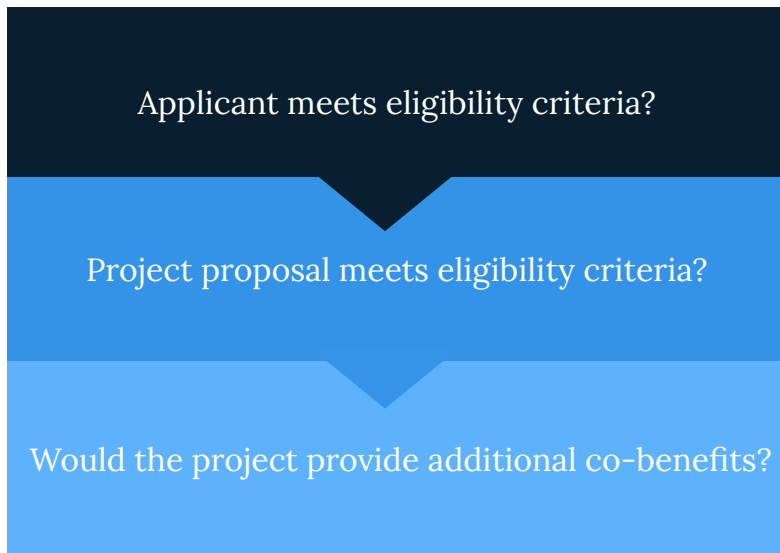 Applicant meets eligibility criteria?
Project proposal meets eligibility criteria?
Would the project provide additional co-benefits?